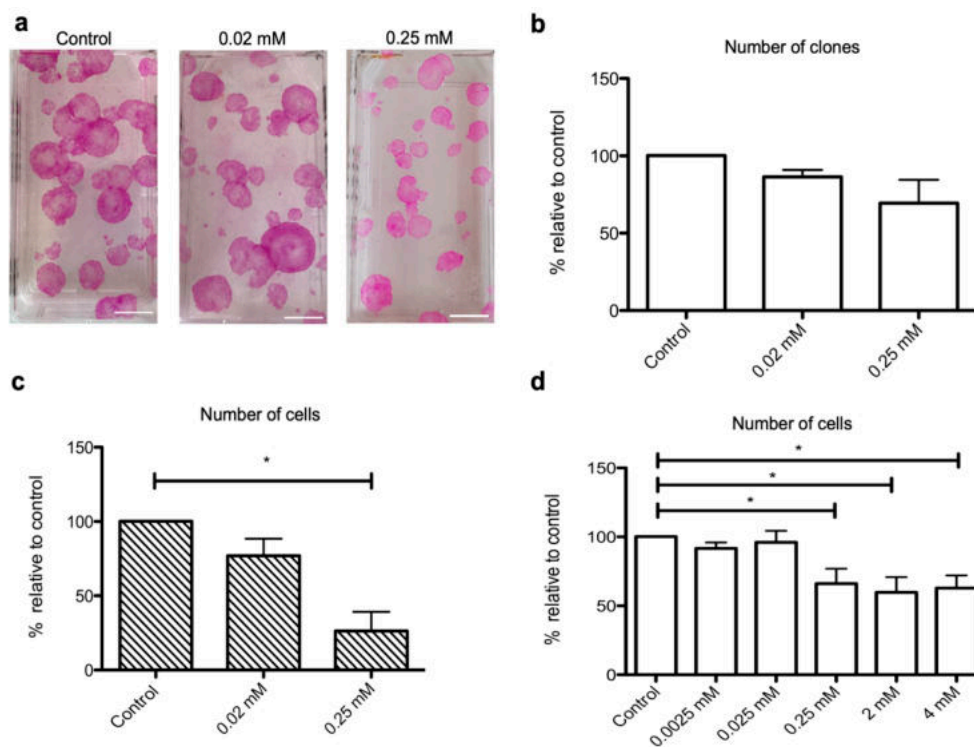 a
Control
0.02 mM
0.25 mM
b
Number of clones
% relative to control
150
100
50
0
Control
0.02 mM
0.25 mM
c
Number of cells
% relative to control
150
100
50
0
*
Control
0.02 mM
0.25 mM
d
Number of cells
% relative to control
150
100
50
0
*
*
*
Control
0.0025 mM
0.025 mM
0.25 mM
2 mM
4 mM